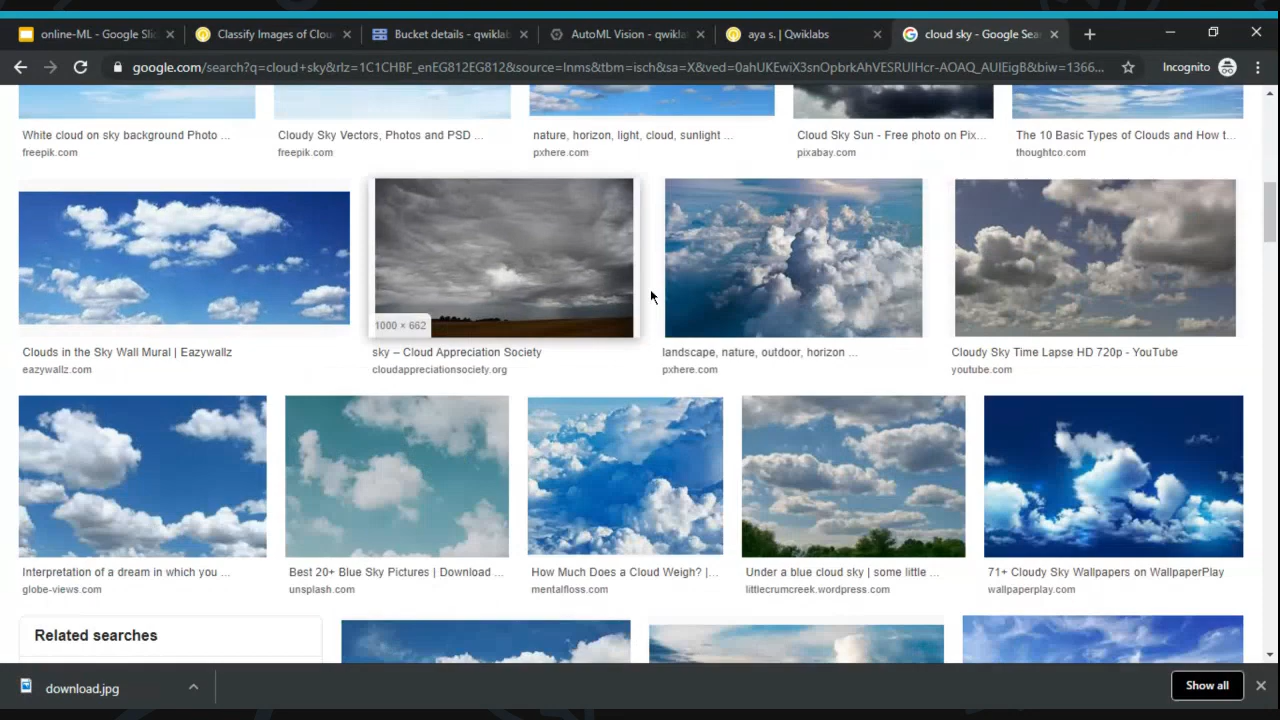 online-ML - Google Slic
Classify Images of Clou
Bucket details - qwiklab
AutoML Vision - qwikla
aya s. | Qwiklabs
cloud sky - Google Sea
google.com/search?q=cloud+sky&rlz=1C1CHBF_enEG812EG812&source=lnms&tbm=isch&sa=X&ved=0ahUKEwiX3snOpbrkAhVESRUIHcr-AOAQ_AUIEigB&biw=1366...
Incognito
White cloud on sky background Photo ...
freepik.com
Cloudy Sky Vectors, Photos and PSD ...
freepik.com
nature, horizon, light, cloud, sunlight ...
pxhere.com
Cloud Sky Sun - Free photo on Pix...
pixabay.com
The 10 Basic Types of Clouds and How t...
thoughtco.com
1000 × 662
Clouds in the Sky Wall Mural | Eazywallz
eazywallz.com
sky – Cloud Appreciation Society
cloudappreciationsociety.org
landscape, nature, outdoor, horizon ...
pxhere.com
Cloudy Sky Time Lapse HD 720p - YouTube
youtube.com
Interpretation of a dream in which you ...
globe-views.com
Best 20+ Blue Sky Pictures | Download ...
unsplash.com
How Much Does a Cloud Weigh? |...
mentalfloss.com
Under a blue cloud sky | some little ...
littlecrumcreek.wordpress.com
71+ Cloudy Sky Wallpapers on WallpaperPlay
wallpaperplay.com
Related searches
download.jpg
Show all